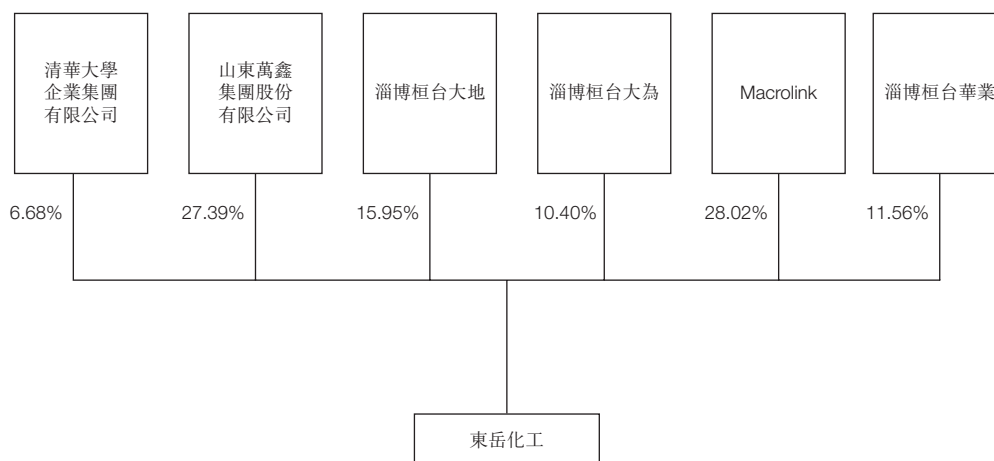 清華大學
企業集團
有限公司
山東萬鑫
集團股份
有限公司
淄博桓台大地
淄博桓台大為
Macrolink
淄博桓台華業
6.68%
27.39%
15.95%
10.40%
28.02%
11.56%
東岳化工